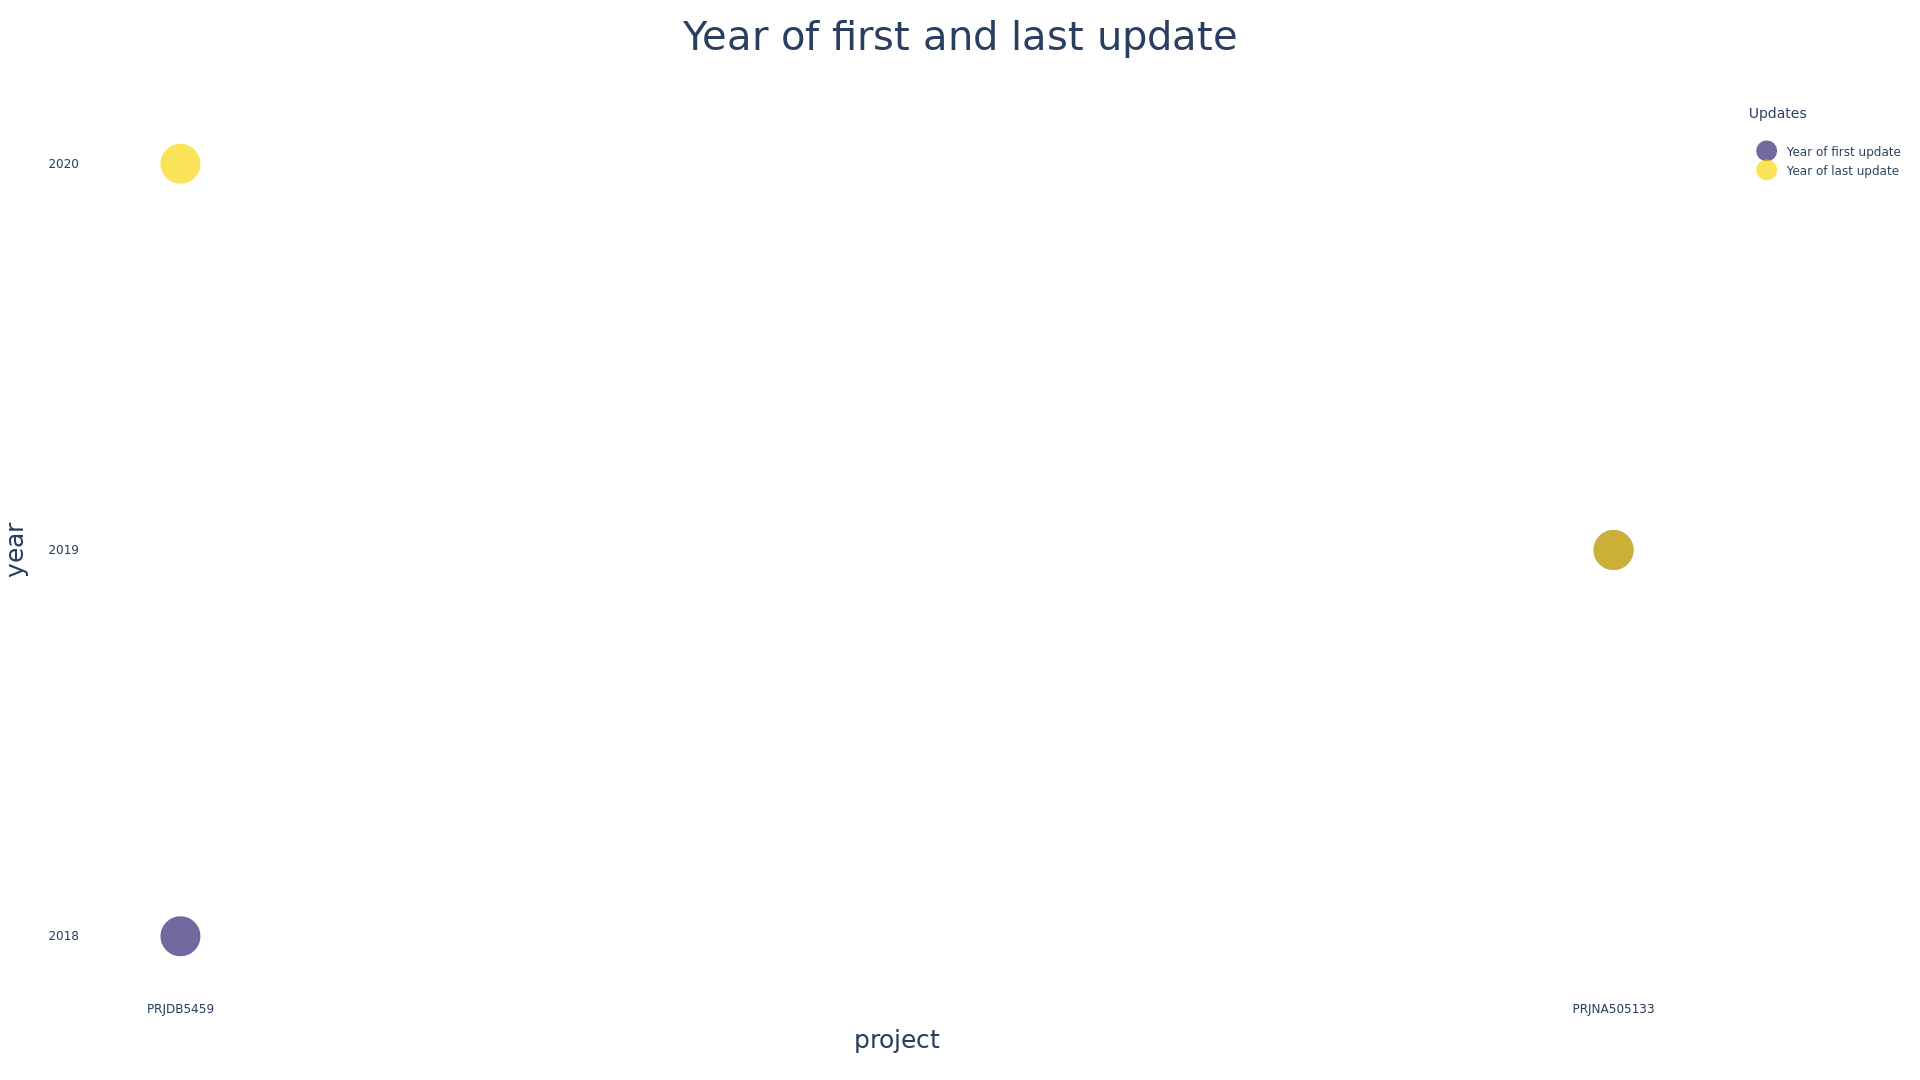 Year of first and last update
Updates
Year of first update
Year of last update
2020
2019
2018
year
PRJDB5459
PRJNA505133
project